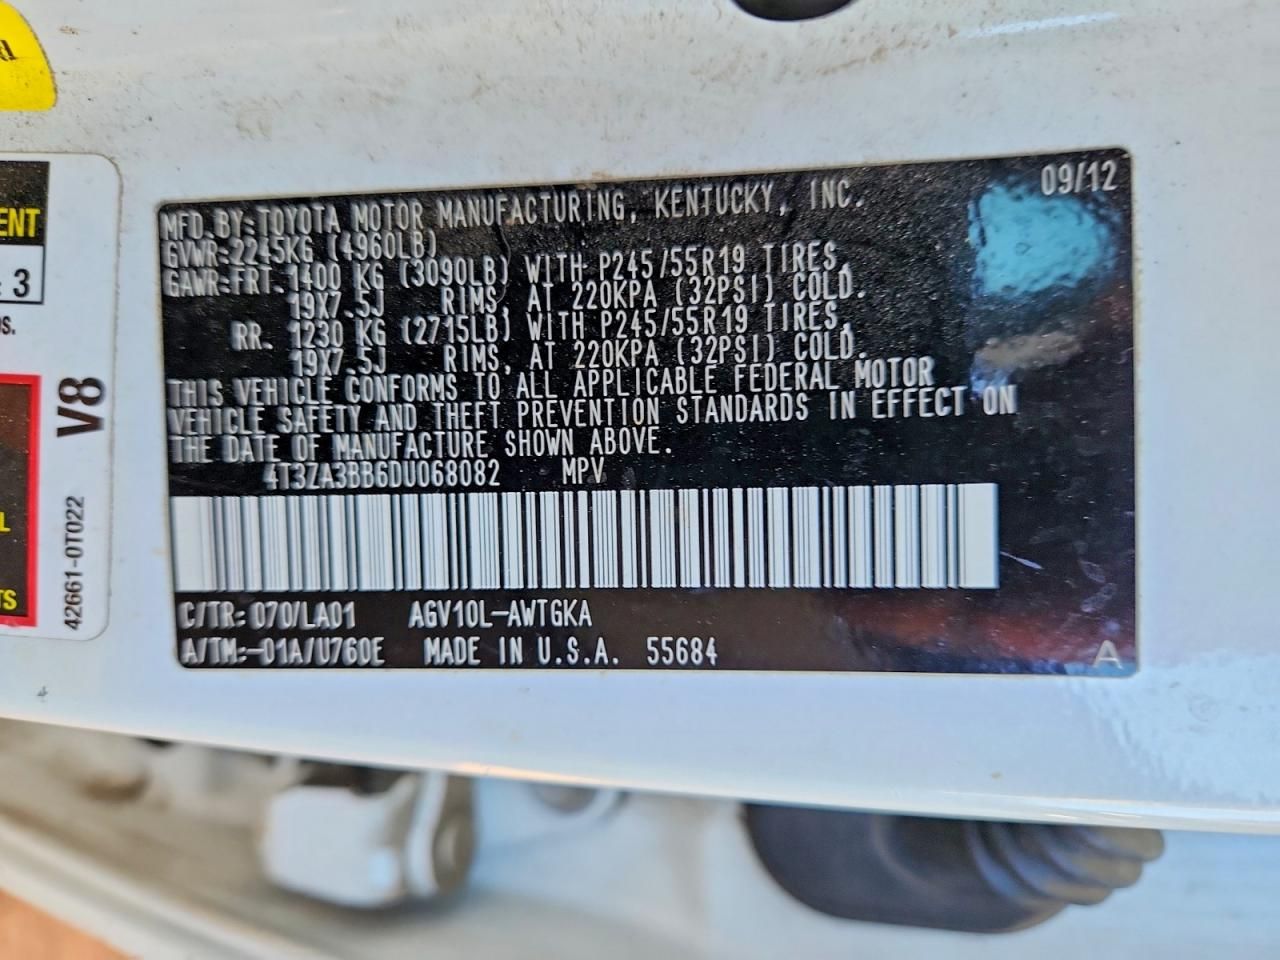 d
ENT
: 3
OS.
L
TS
V8
42661-0T022
09/12
MFD. BY: TOYOTA MOTOR MANUFACTURING, KENTUCKY, INC.
GVWR: 2245KG (4960LB)
GAWR: FRT. 1400 KG (3090LB) WITH P245/55R19 TIRES,
19X7.5J RIMS, AT 220KPA (32PSI) COLD.
RR. 1230 KG (2715LB) WITH P245/55R19 TIRES,
19X7.5J RIMS, AT 220KPA (32PSI) COLD.
THIS VEHICLE CONFORMS TO ALL APPLICABLE FEDERAL MOTOR
VEHICLE SAFETY AND THEFT PREVENTION STANDARDS IN EFFECT ON
THE DATE OF MANUFACTURE SHOWN ABOVE.
4T3ZA3BB6DU068082 MPV
C/TR: 070/LA01 AGV10L-AWTGKA
A/TM: -01A/U760E MADE IN U.S.A. 55684
A